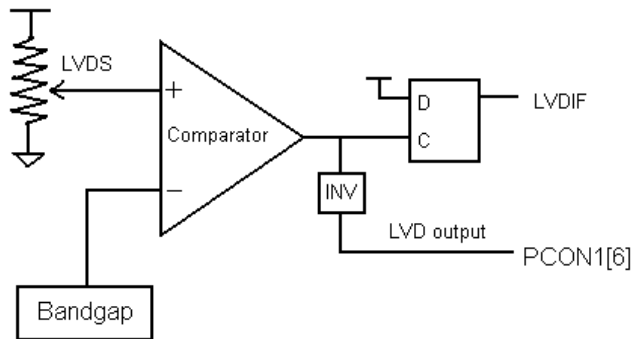 LVDS
+
Comparator
−
D
C
LVDIF
INV
LVD output
PCON1[6]
Bandgap